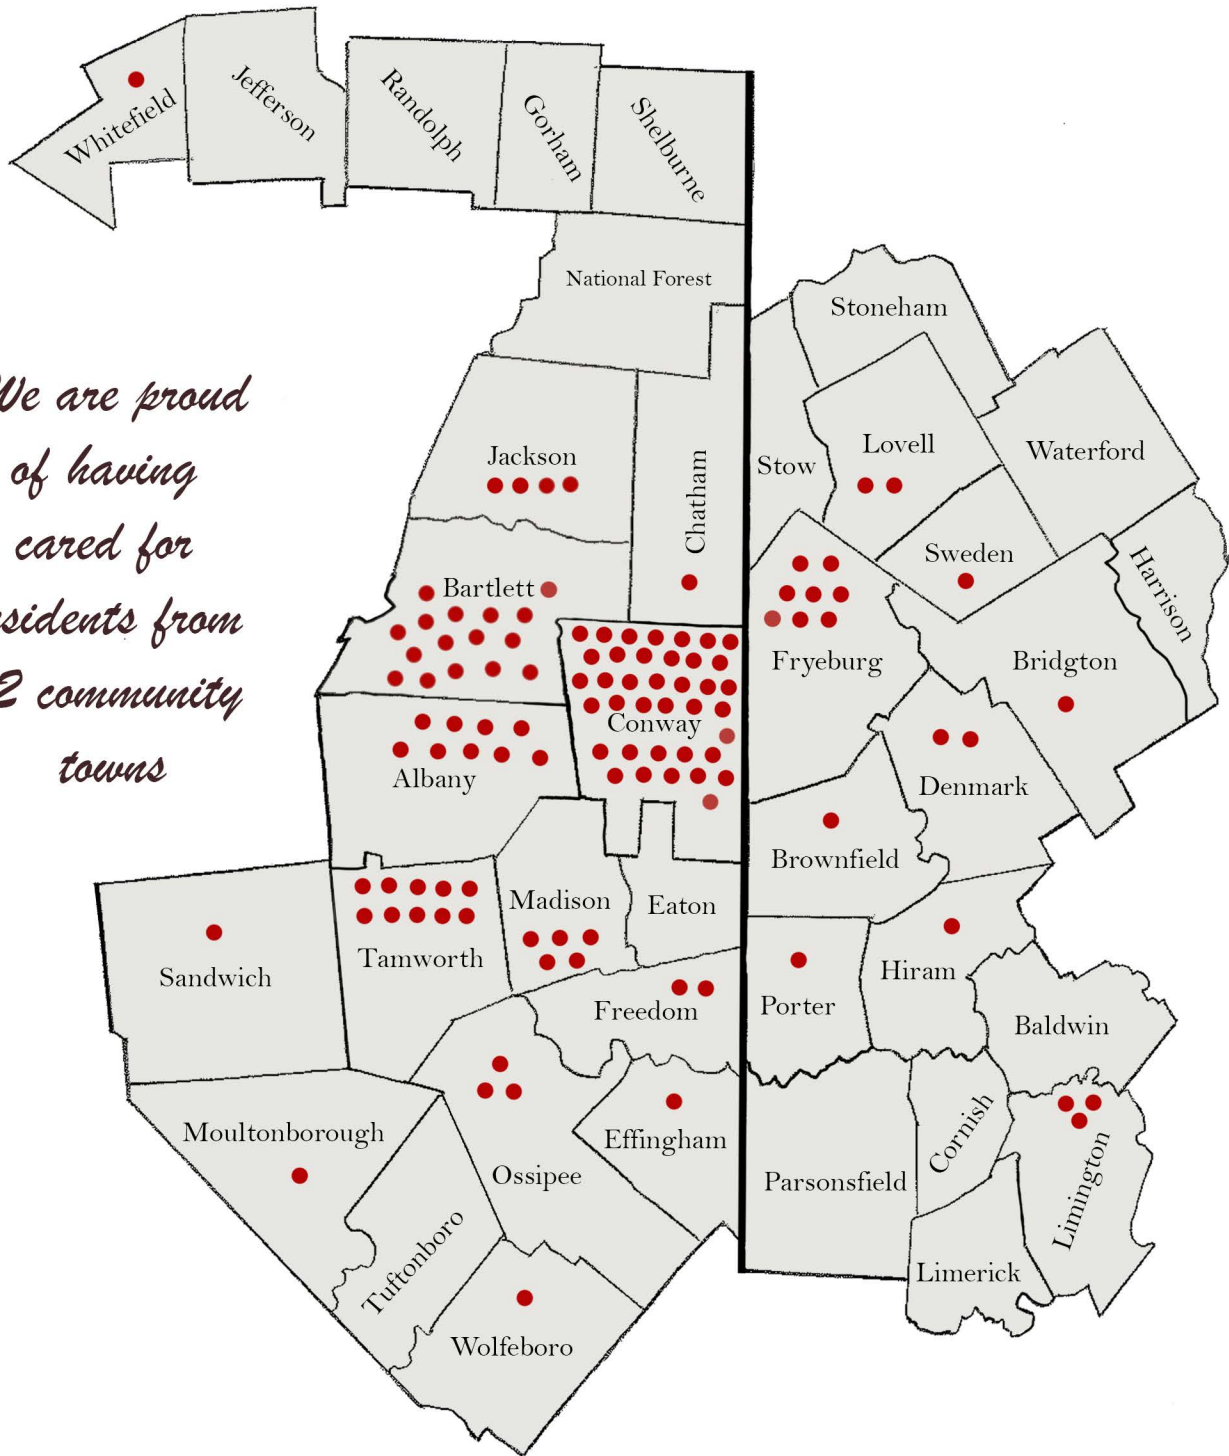 Whitefield
Jefferson
Randolph
Gorham
Shelburne
National Forest
Stoneham
We are proud
of having
cared for
from
community
towns
Jackson
Chatham
Stow
Lovell
Waterford
Sweden
Harrison
Bartlett
Fryeburg
Bridgton
Conway
Albany
Denmark
Brownfield
Madison
Eaton
Tamworth
Sandwich
Freedom
Porter
Hiram
Baldwin
Moultonborough
Effingham
Ossipee
Parsonsfield
Cornish
Limington
Tuftonboro
Limerick
Wolfeboro